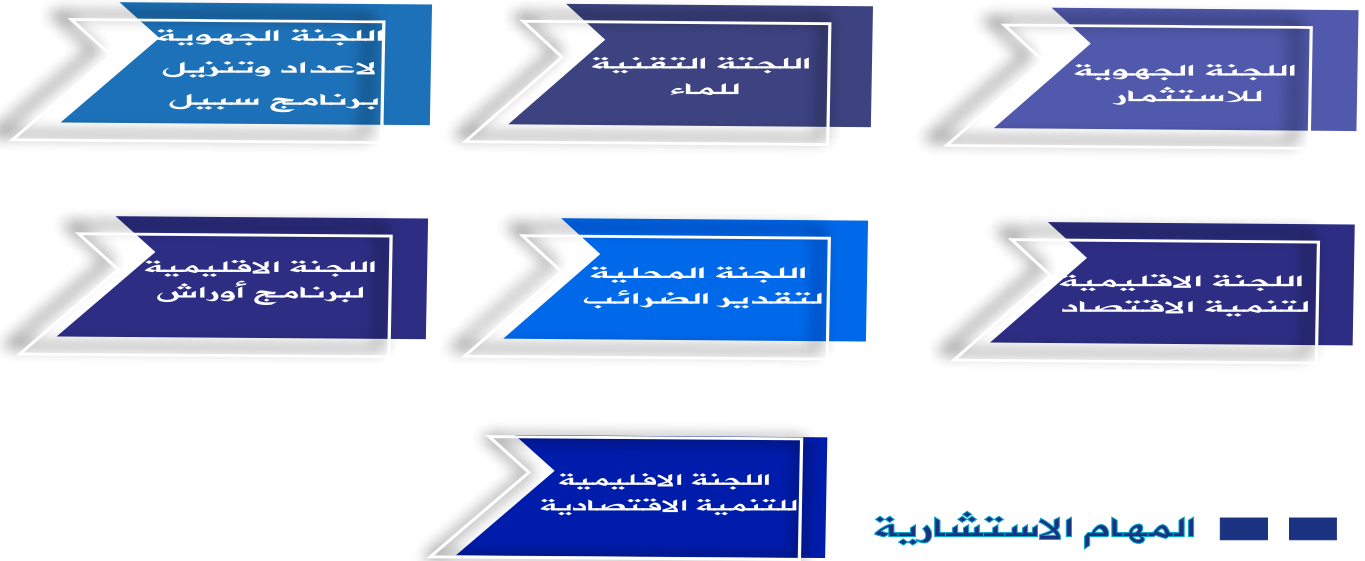 اللجنة الجهوية
للاستثمار
اللجتة التقنية
للماء
اللجنة الجهوية
لاعداد وتنزيل
برنامج سبيل
اللجنة الاقليمية
لتنمية الاقتصاد
اللجنة المحلية
لتقدير الضرائب
اللجنة الاقليمية
لبرنامج أوراش
اللجنة الاقليمية
للتنمية الاقتصادية
المهام الاستشارية